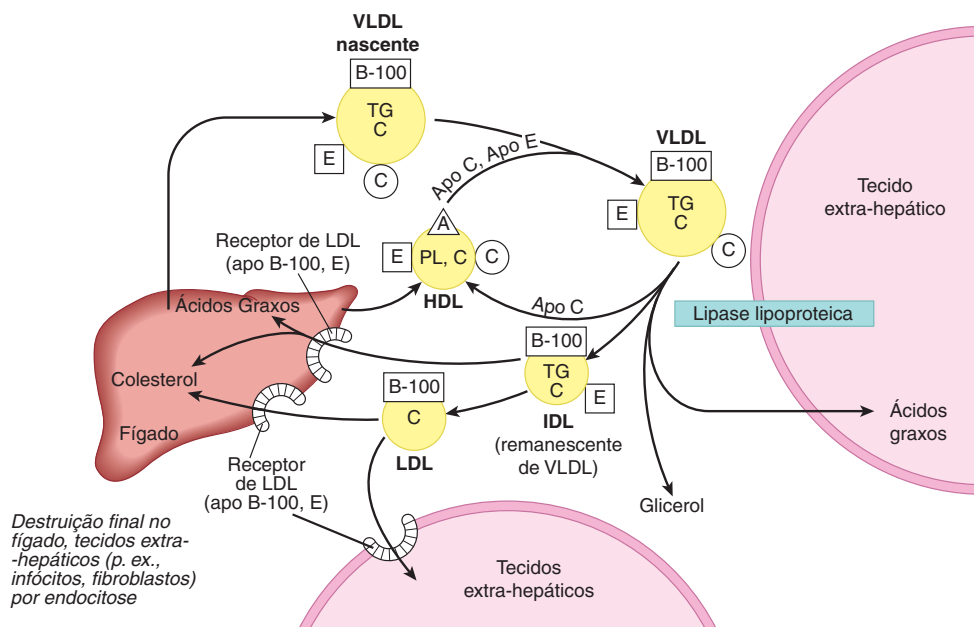 VLDL
nascente
B-100
TG
C
E
C
Apo C, Apo E
VLDL
B-100
TG
C
E
C
Tecido
extra-hepático
Receptor de LDL
(apo B-100, E)
A
E
PL, C
C
HDL
Ácidos Graxos
Apo C
Lipase lipoproteica
B-100
TG
C
E
IDL
(remanescente
de VLDL)
Colesterol
B-100
C
LDL
Fígado
Ácidos
graxos
Receptor
de LDL
(apo B-100, E)
Glicerol
Destruição final no
fígado, tecidos extra-
-hepáticos (p. ex.,
infócitos, fibroblastos)
por endocitose
Tecidos
extra-hepáticos